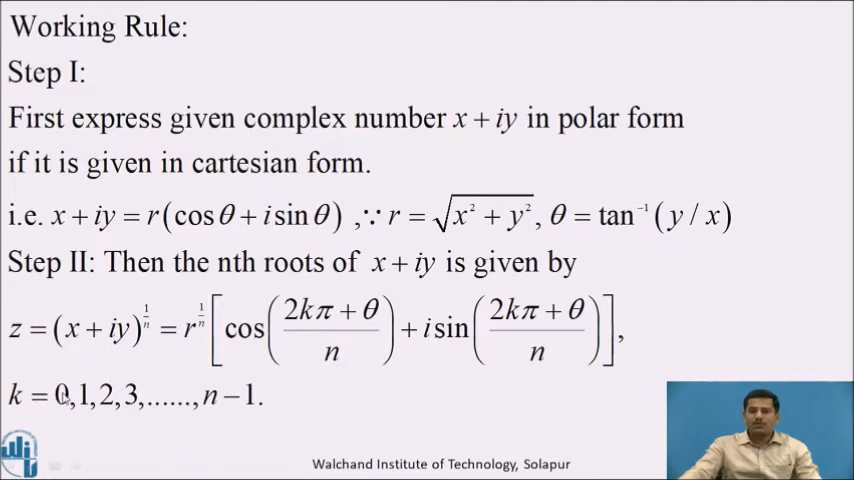 Working Rule:
Step I:
First express given complex number x + iy in polar form
if it is given in cartesian form.
i.e. x + iy = r(cos θ + i sin θ) ,∵ r = √(x² + y²), θ = tan⁻¹(y / x)
Step II: Then the nth roots of x + iy is given by
z = (x + iy)^(1/n) = r^(1/n) [cos((2kπ + θ)/n) + i sin((2kπ + θ)/n)],
k = 0,1,2,3,......,n − 1.
Walchand Institute of Technology, Solapur